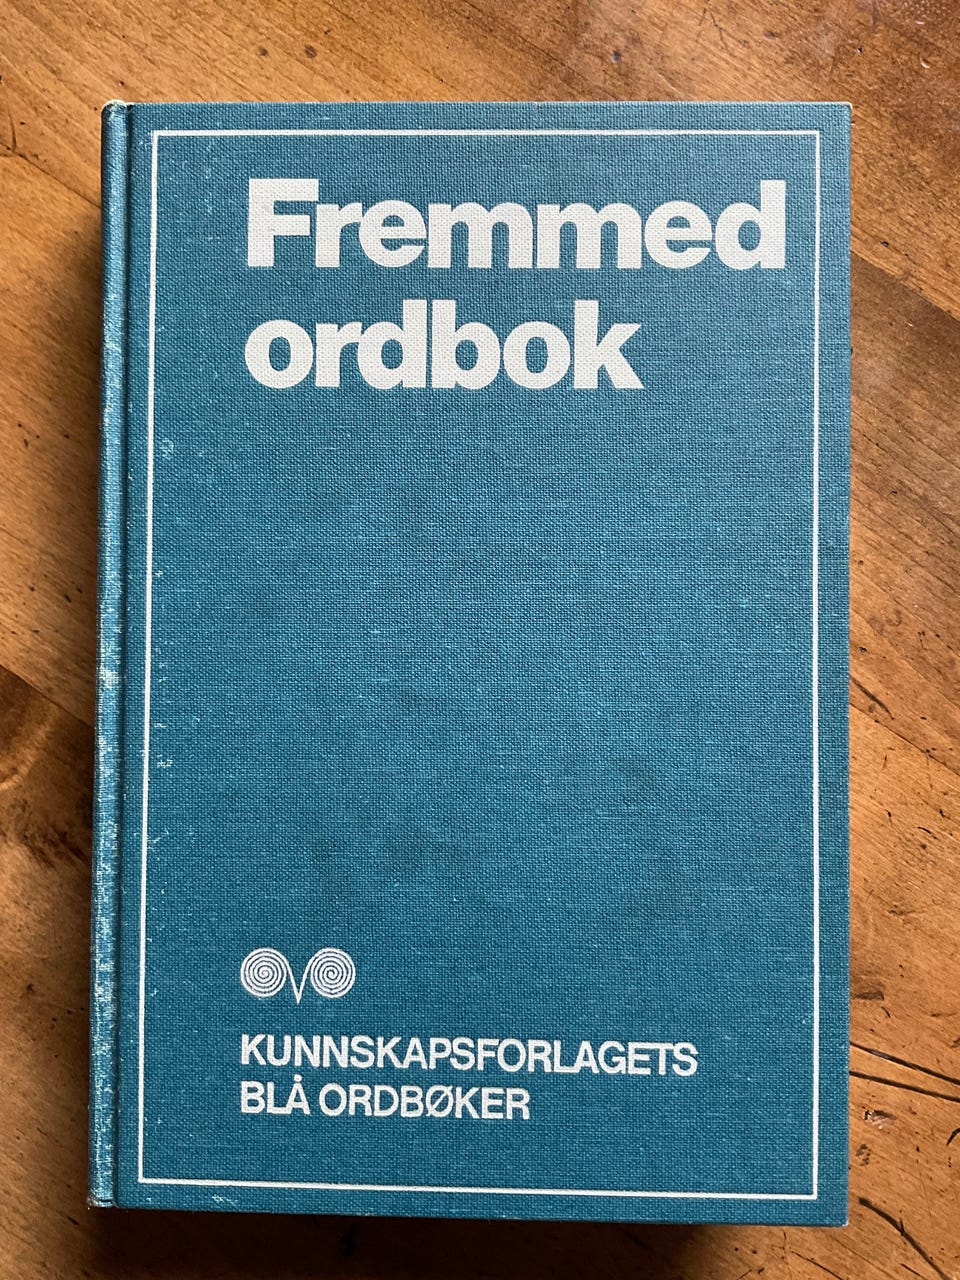 Fremmed
ordbok
KUNNSKAPSFORLAGETS
BLÅ ORDBØKER